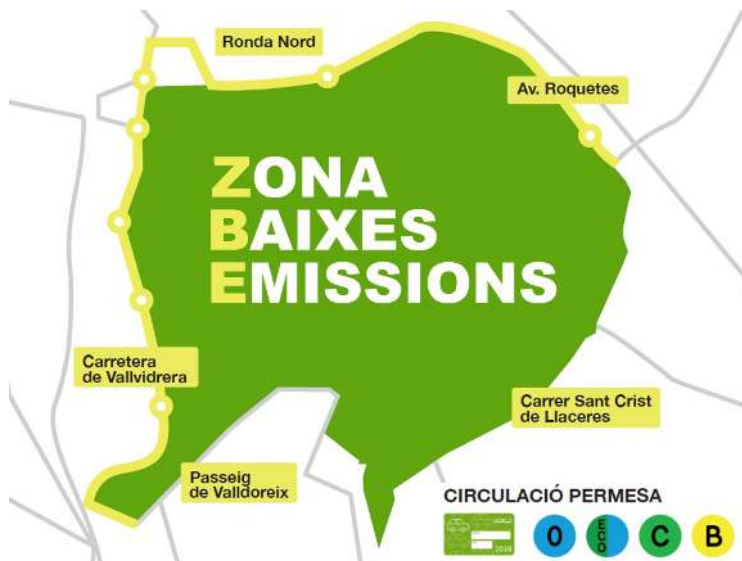 Ronda Nord
Av. Roquetes
ZONA
BAIXES
EMISSIONS
Carretera
de Vallvidrera
Carrer Sant Crist
de Llaceres
Passeig
de Valldoreix
CIRCULACIÓ PERMESA
2018
0
ECO
C
B